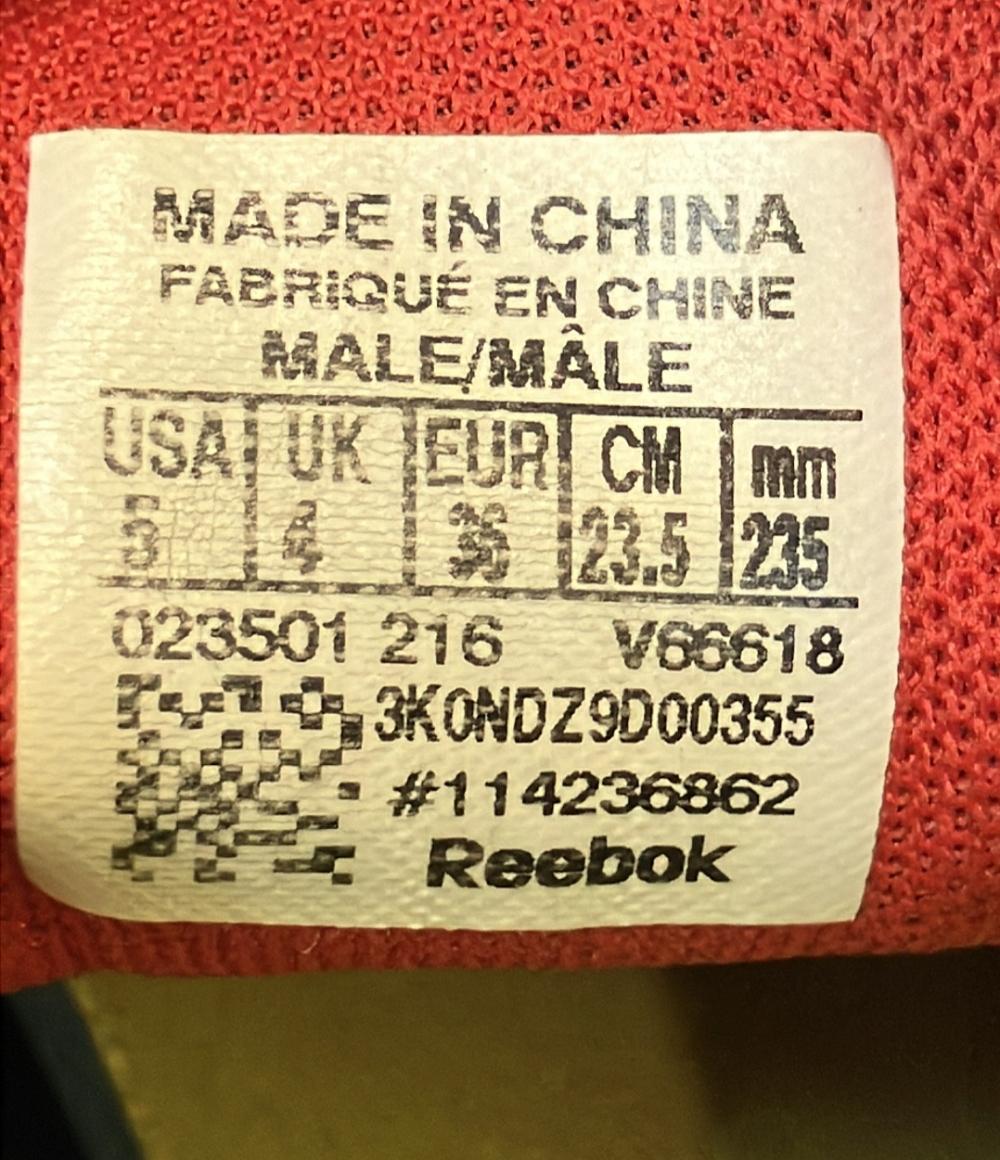 MADE IN CHINA
FABRIQUÉ EN CHINE
MALE/MÂLE
USA UK EUR CM mm
4 36 23.5 235
023501 216 V66618
3K0NDZ9D00355
#114236862
Reebok